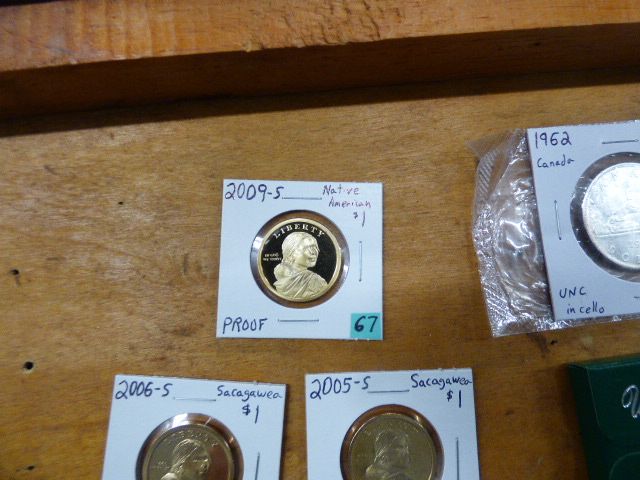 2009-S Native
American
$1
LIBERTY
PROOF 67
1962
Canada
UNC
in cello
2006-S Sacagawea
$1
2005-S Sacagawea
$1